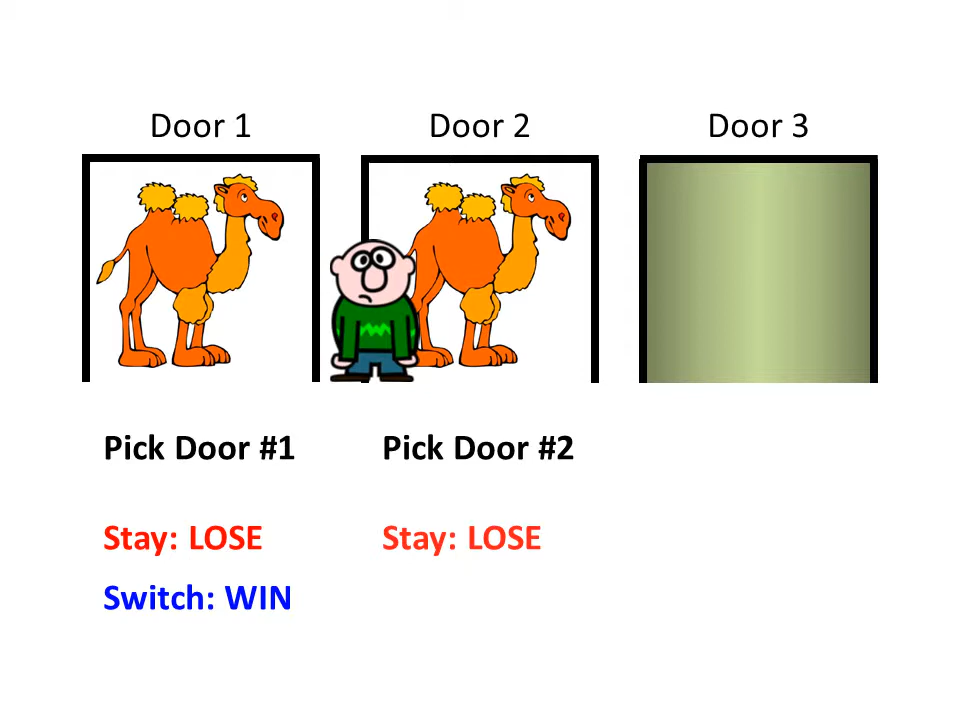 Door 1
Door 2
Door 3
Pick Door #1
Pick Door #2
Stay: LOSE
Stay: LOSE
Switch: WIN